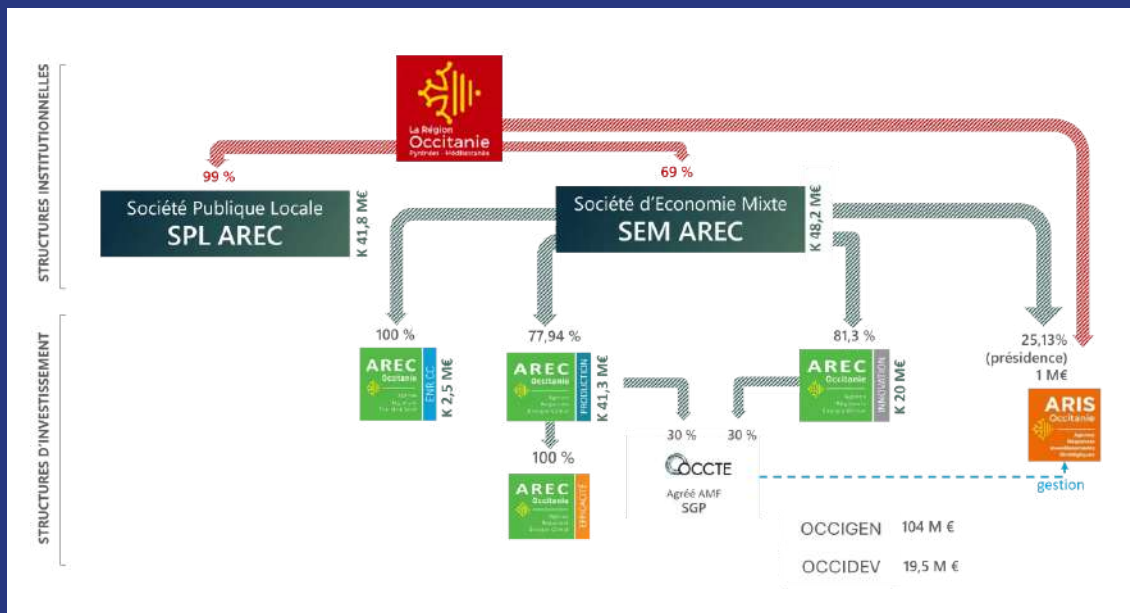 STRUCTURES INSTITUTIONNELLES
La Région
Occitanie
Pyrénées - Méditerranée
99 %
69 %
Société Publique Locale
SPL AREC
K 41,8 M€
Société d'Economie Mixte
SEM AREC
K 48,2 M€
STRUCTURES D'INVESTISSEMENT
100 %
AREC
Occitanie
ENR CC
K 2,5 M€
77,94 %
AREC
Occitanie
PRODUCTION
K 41,3 M€
81,3 %
AREC
Occitanie
INNOVATION
K 20 M€
25,13%
(présidence)
1 M€
ARIS
Occitanie
100 %
AREC
Occitanie
EFFICACITÉ
30 %
30 %
OCCTE
Agréé AMF
SGP
gestion
OCCIGEN 104 M €
OCCIDEV 19,5 M €